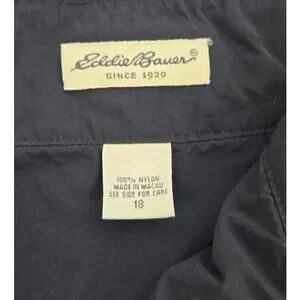 Eddie Bauer®
SINCE 1920
100% NYLON
MADE IN MACAU
SEE SIDE FOR CARE
18